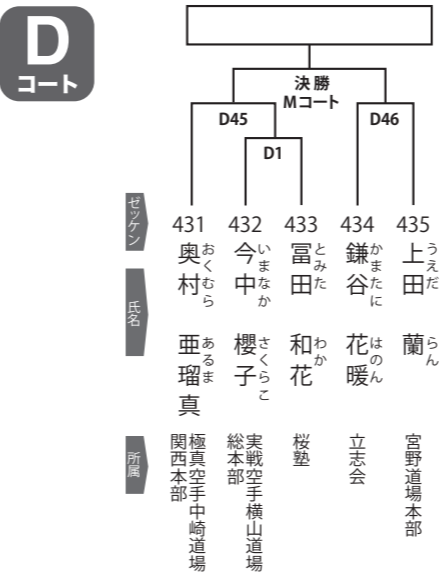 D
コート
決勝
Mコート
D45
D46
D1
ゼッケン
431
432
433
434
435
氏名
奥村 亜瑠真
おくむら あるま
今中 櫻子
いまなか さくらこ
冨田 和花
とみた わか
鎌谷 花暖
かまたに はのん
上田 蘭
うえだ らん
所属
極真空手中崎道場
関西本部
実戦空手横山道場
総本部
桜塾
立志会
宮野道場本部